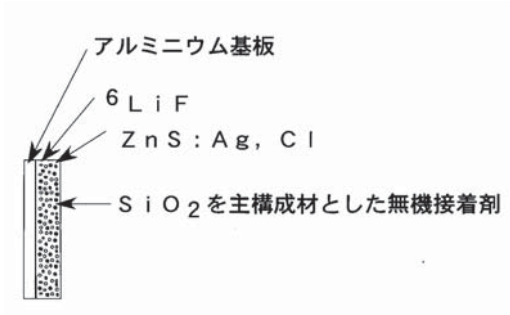 アルミニウム基板
⁶ＬｉＦ
ＺｎＳ：Ａｇ，Ｃｌ
ＳｉＯ₂を主構成材とした無機接着剤